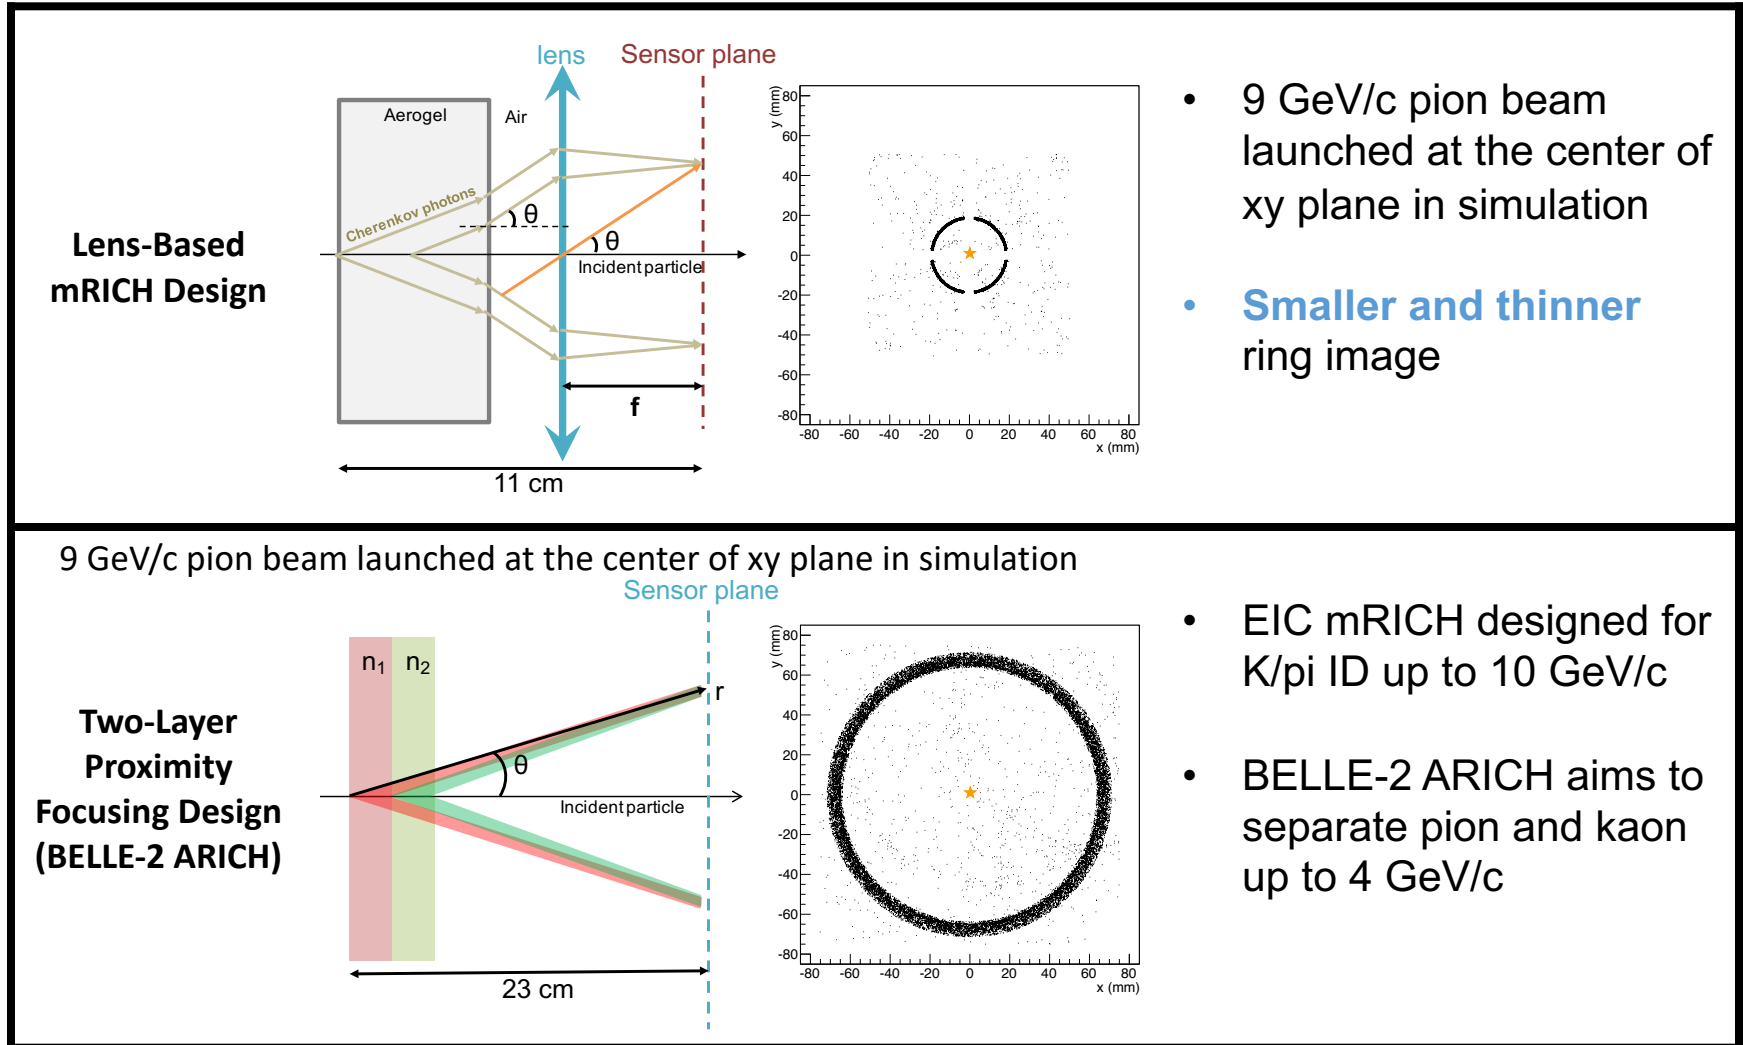 lens
Sensor plane
Aerogel
Air
Cherenkov photons
θ
θ
Incident particle
f
11 cm
Lens-Based
mRICH Design
y (mm)
80
60
40
20
0
-20
-40
-60
-80
-80 -60 -40 -20 0 20 40 60 80
x (mm)
• 9 GeV/c pion beam
launched at the center of
xy plane in simulation
• Smaller and thinner
ring image
9 GeV/c pion beam launched at the center of xy plane in simulation
Sensor plane
n₁ n₂
r
θ
Incident particle
23 cm
Two-Layer
Proximity
Focusing Design
(BELLE-2 ARICH)
y (mm)
80
60
40
20
0
-20
-40
-60
-80
-80 -60 -40 -20 0 20 40 60 80
x (mm)
• EIC mRICH designed for
K/pi ID up to 10 GeV/c
• BELLE-2 ARICH aims to
separate pion and kaon
up to 4 GeV/c